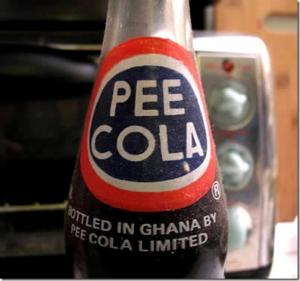 PEE
COLA
®
BOTTLED IN GHANA BY
PEE COLA LIMITED